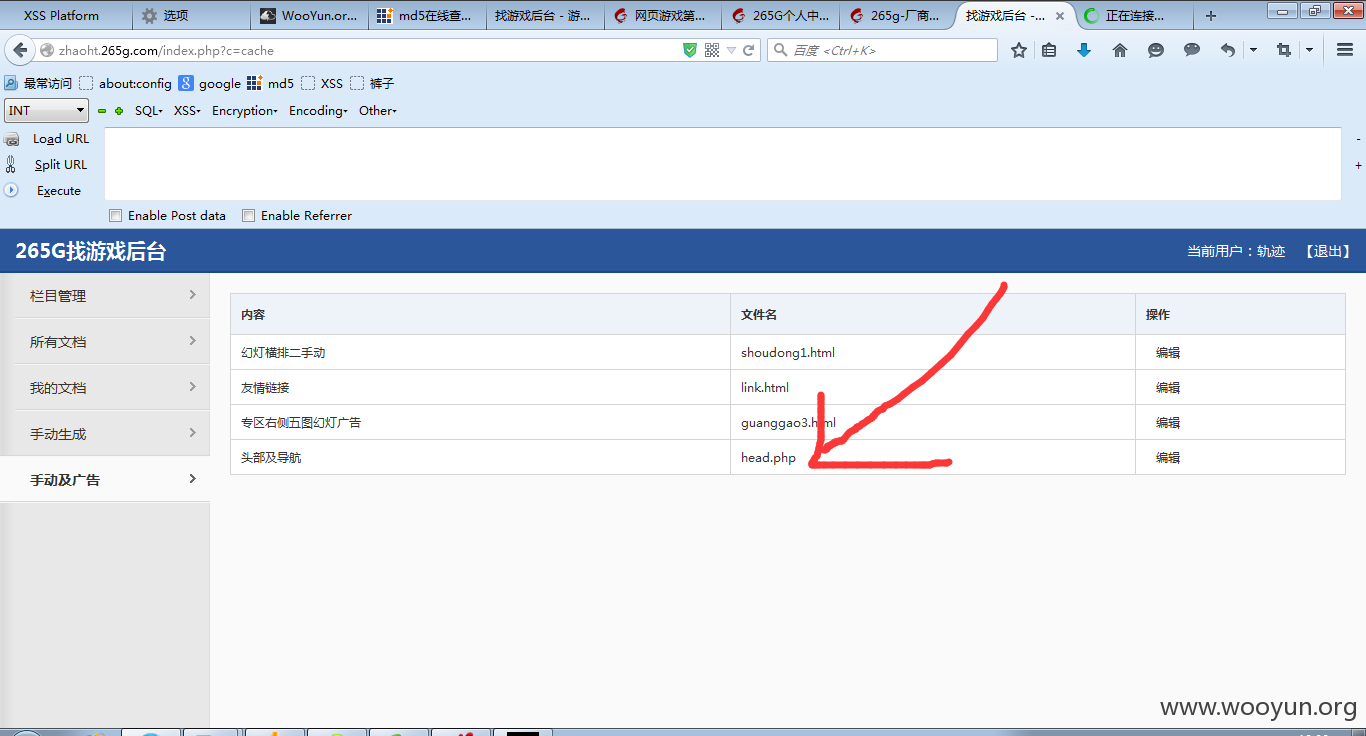 XSS Platform 选项 WooYun.or... md5在线查... 找游戏后台 - 游... 网页游戏第... 265G个人中... 265g-厂商... 找游戏后台 -... 正在连接...
zhaoht.265g.com/index.php?c=cache 百度 <Ctrl+K>
最常访问 about:config google md5 XSS 裤子
INT SQL XSS Encryption Encoding Other
Load URL
Split URL
Execute
Enable Post data Enable Referrer
265G找游戏后台 当前用户：轨迹 【退出】
栏目管理
所有文档
我的文档
手动生成
手动及广告
内容 文件名 操作
幻灯横排二手动 shoudong1.html 编辑
友情链接 link.html 编辑
专区右侧五图幻灯广告 guanggao3.html 编辑
头部及导航 head.php 编辑
www.wooyun.org